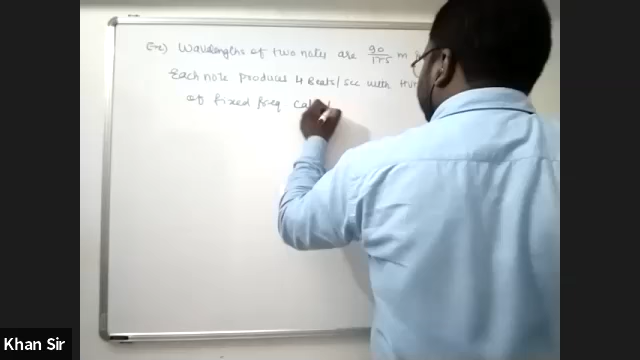 Ex) Wavelengths of two notes are 90/175 m
Each note produces 4 Beats/sec with
of fixed freq.
Khan Sir